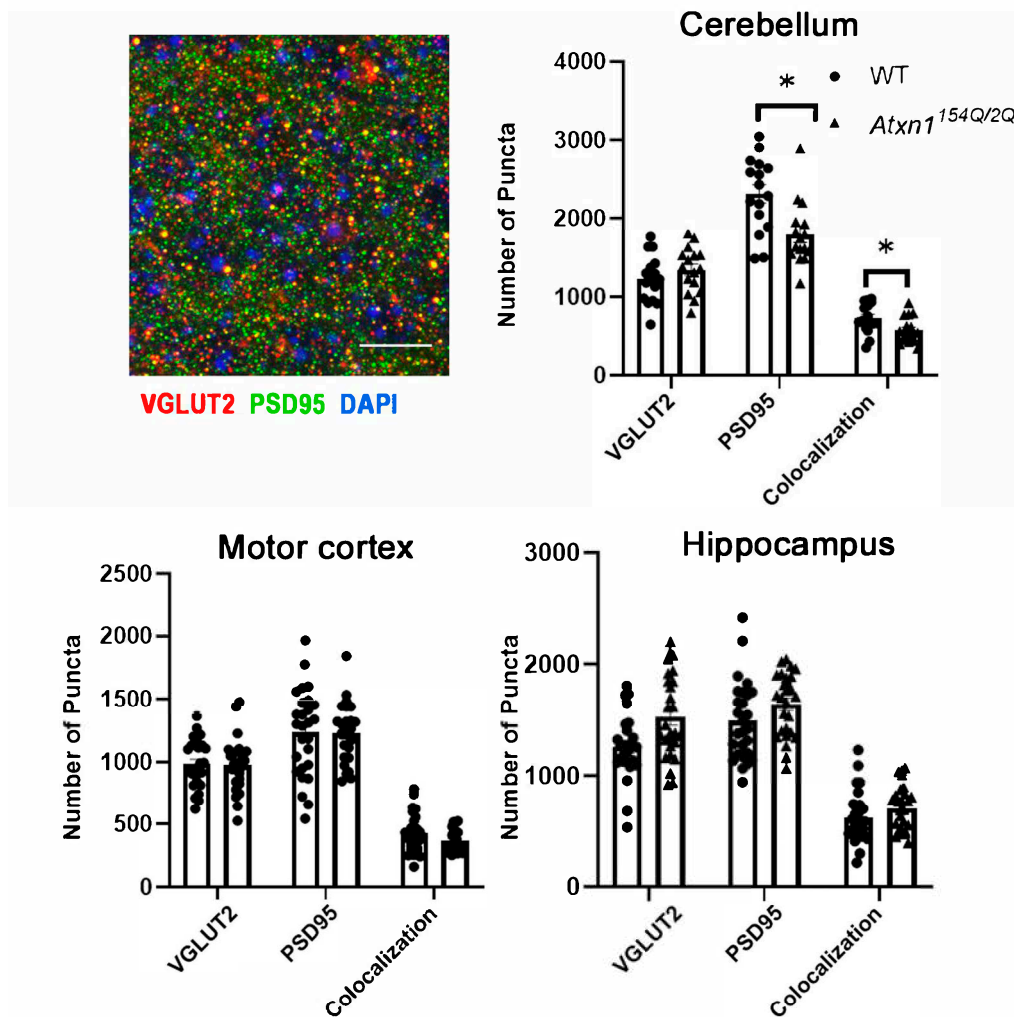 Cerebellum
4000
3000
2000
1000
0
Number of Puncta
*
*
WT
Atxn1 154Q/2Q
VGLUT2
PSD95
Colocalization
VGLUT2 PSD95 DAPI
Motor cortex
2500
2000
1500
1000
500
0
Number of Puncta
VGLUT2
PSD95
Colocalization
Hippocampus
3000
2000
1000
0
Number of Puncta
VGLUT2
PSD95
Colocalization